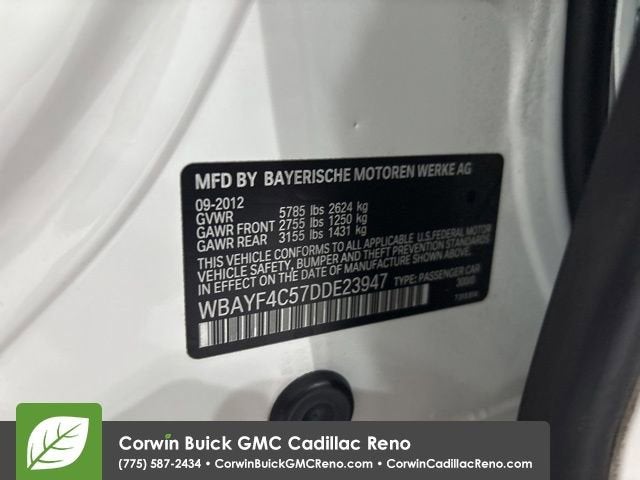 MFD BY BAYERISCHE MOTOREN WERKE AG
09-2012
GVWR 5785 lbs 2624 kg
GAWR FRONT 2755 lbs 1250 kg
GAWR REAR 3155 lbs 1431 kg
THIS VEHICLE CONFORMS TO ALL APPLICABLE U.S.FEDERAL MOTOR
VEHICLE SAFETY, BUMPER AND THEFT PREVENTION STANDARDS
IN EFFECT ON THE DATE OF MANUFACTURE SHOWN ABOVE.
WBAYF4C57DDE23947 TYPE: PASSENGER CAR
Corwin Buick GMC Cadillac Reno
(775) 587-2434 • CorwinBuickGMCReno.com • CorwinCadillacReno.com